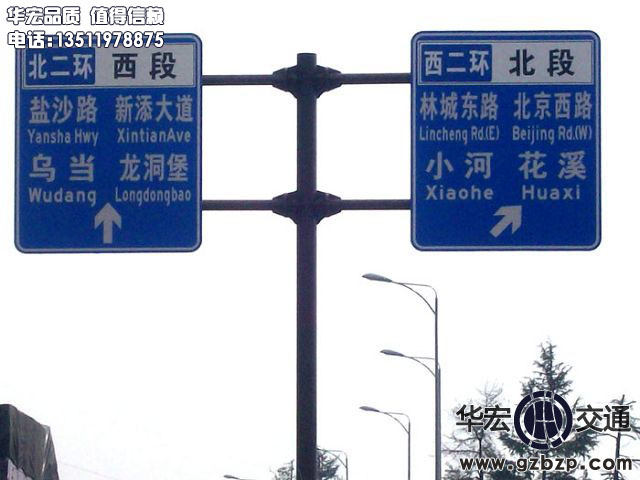 华宏品质 值得信赖
电话:13511978875
北二环 西段
盐沙路 新添大道
Yansha Hwy XintianAve
乌当 龙洞堡
Wudang Longdongbao
西二环 北段
林城东路 北京西路
Lincheng Rd.(E) Beijing Rd.(W)
小河 花溪
Xiaohe Huaxi
华宏 交通
www.gzbzp.com